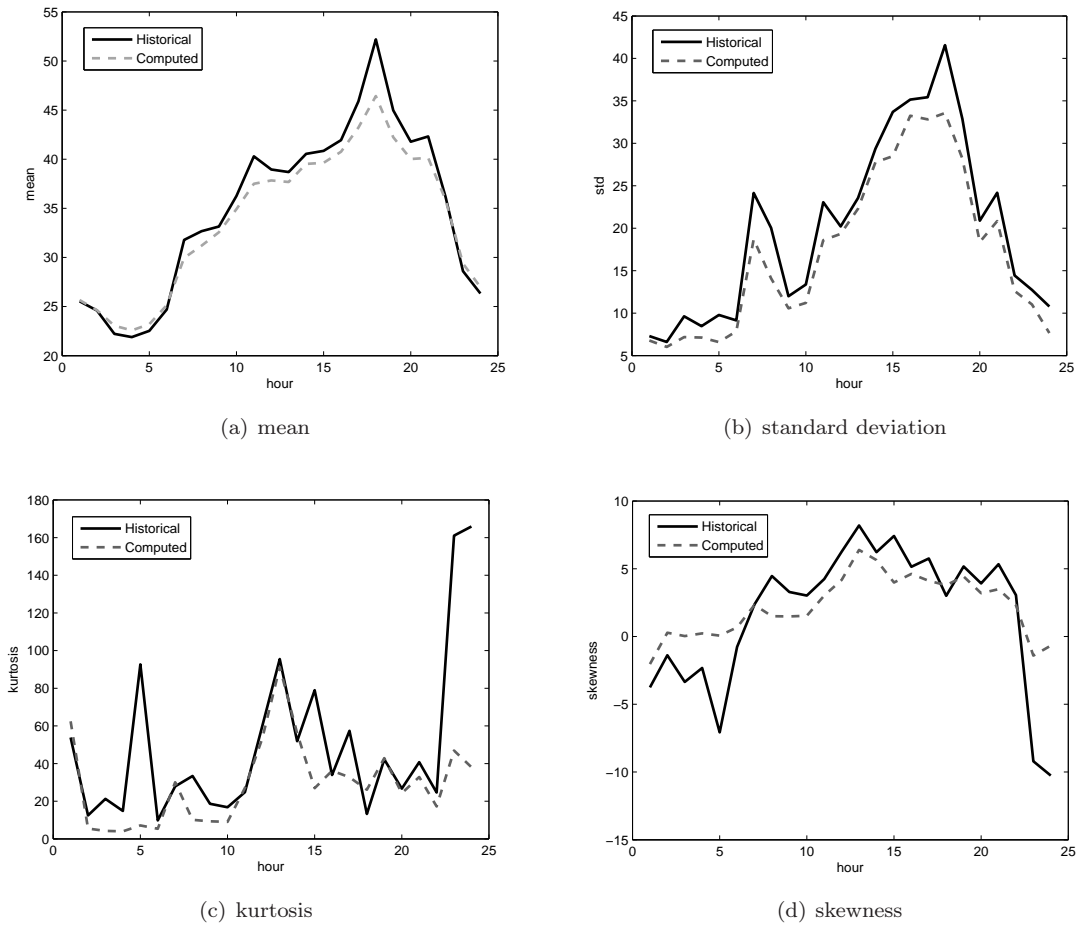 55
50
45
40
35
30
25
20
mean
Historical
Computed
0 5 10 15 20 25
hour
(a) mean
45
40
35
30
25
20
15
10
5
std
Historical
Computed
0 5 10 15 20 25
hour
(b) standard deviation
180
160
140
120
100
80
60
40
20
0
kurtosis
Historical
Computed
0 5 10 15 20 25
hour
(c) kurtosis
10
5
0
−5
−10
−15
skewness
Historical
Computed
0 5 10 15 20 25
hour
(d) skewness